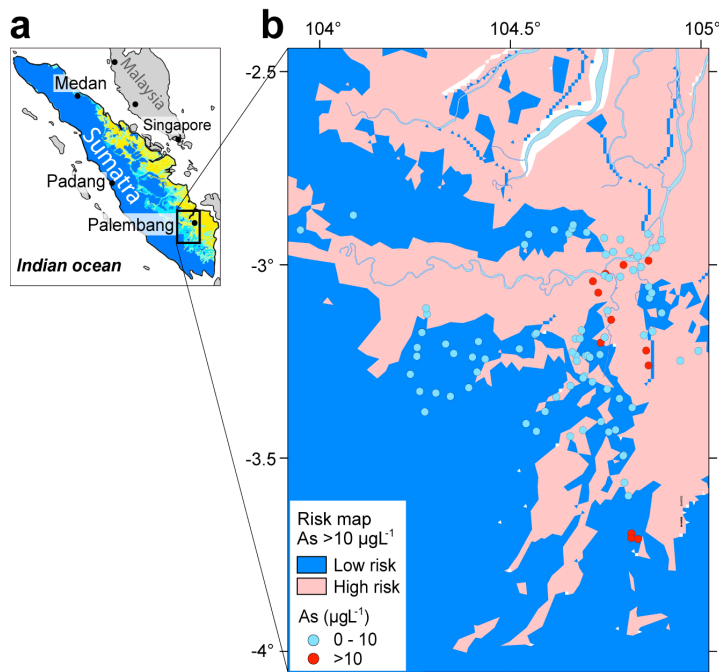 a
Malaysia
Medan
Singapore
Sumatra
Padang
Palembang
Indian ocean
b
104°
104.5°
105°
-2.5°
-3°
-3.5°
-4°
Risk map
As >10 µgL⁻¹
Low risk
High risk
As (µgL⁻¹)
0 - 10
>10